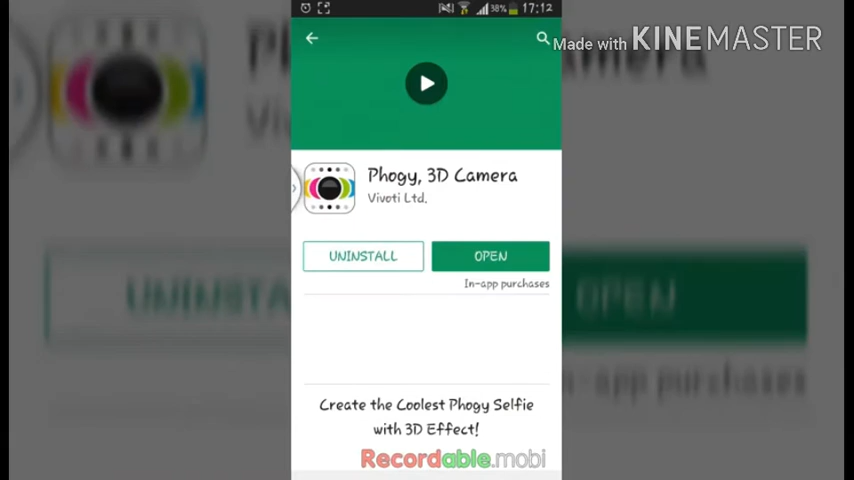 38% 17:12
Made with KINEMASTER
Phogy, 3D Camera
Vivoti Ltd.
UNINSTALL OPEN
In-app purchases
Create the Coolest Phogy Selfie
with 3D Effect!
Recordable.mobi